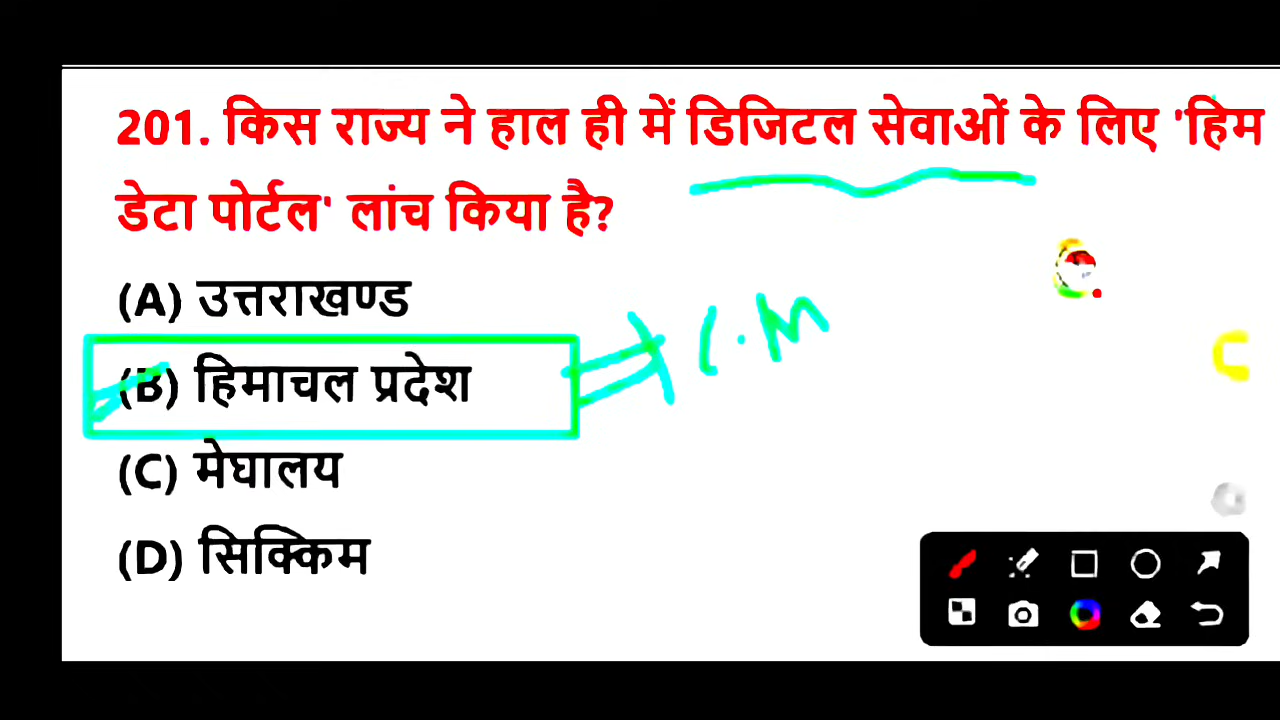 201. किस राज्य ने हाल ही में डिजिटल सेवाओं के लिए 'हिम
डेटा पोर्टल' लांच किया है?
(A) उत्तराखण्ड
(B) हिमाचल प्रदेश
C.M
(C) मेघालय
(D) सिक्किम